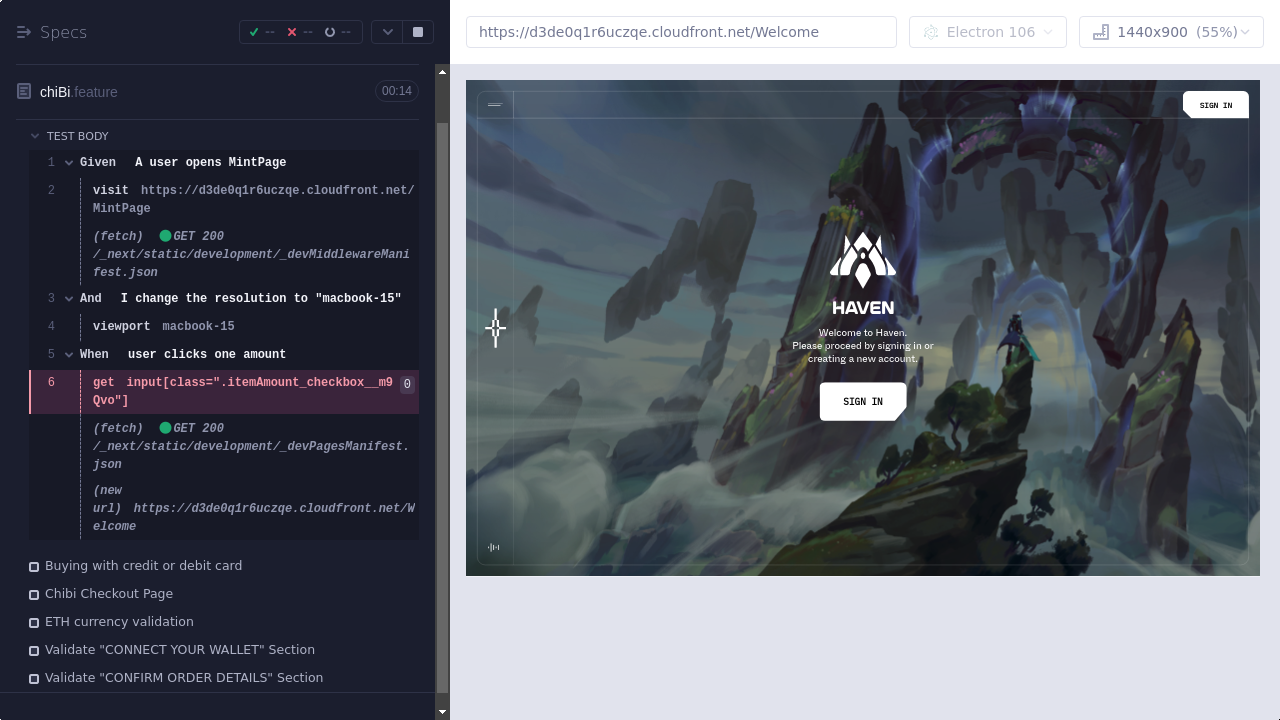 Specs
--
--
--
chiBi.feature
00:14
TEST BODY
1 Given A user opens MintPage
2 visit https://d3de0q1r6uczqe.cloudfront.net/
MintPage
(fetch) GET 200
/_next/static/development/_devMiddlewareMani
fest.json
3 And I change the resolution to "macbook-15"
4 viewport macbook-15
5 When user clicks one amount
6 get input[class=".itemAmount_checkbox__m9 0
Qvo"]
(fetch) GET 200
/_next/static/development/_devPagesManifest.
json
(new
url) https://d3de0q1r6uczqe.cloudfront.net/W
elcome
Buying with credit or debit card
Chibi Checkout Page
ETH currency validation
Validate "CONNECT YOUR WALLET" Section
Validate "CONFIRM ORDER DETAILS" Section
https://d3de0q1r6uczqe.cloudfront.net/Welcome
Electron 106
1440x900 (55%)
SIGN IN
HAVEN
Welcome to Haven.
Please proceed by signing in or
creating a new account.
SIGN IN